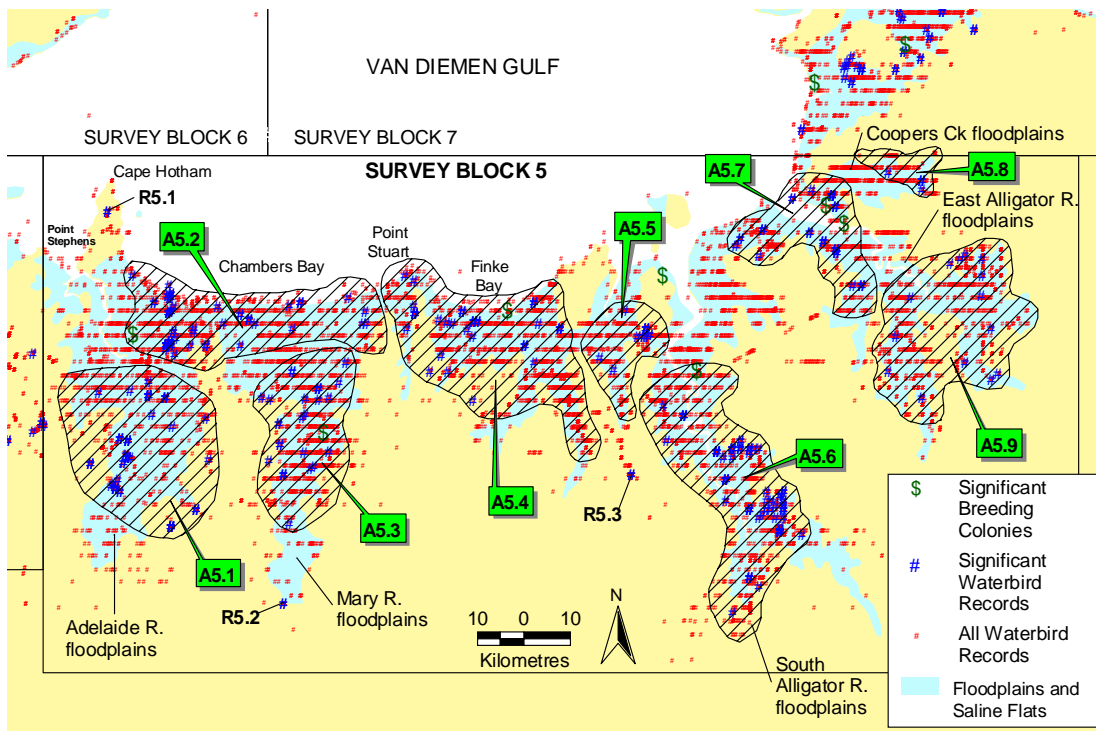 VAN DIEMEN GULF
SURVEY BLOCK 6
SURVEY BLOCK 7
SURVEY BLOCK 5
Coopers Ck floodplains
A5.7
A5.8
Cape Hotham
R5.1
East Alligator R.
floodplains
Point
Stephens
A5.2
Point
Stuart
A5.5
Chambers Bay
Finke
Bay
A5.9
A5.6
A5.4
R5.3
A5.3
A5.1
R5.2
Mary R.
floodplains
Adelaide R.
floodplains
10 0 10
Kilometres
N
South
Alligator R.
floodplains
$ Significant
Breeding
Colonies
# Significant
Waterbird
Records
# All Waterbird
Records
Floodplains and
Saline Flats